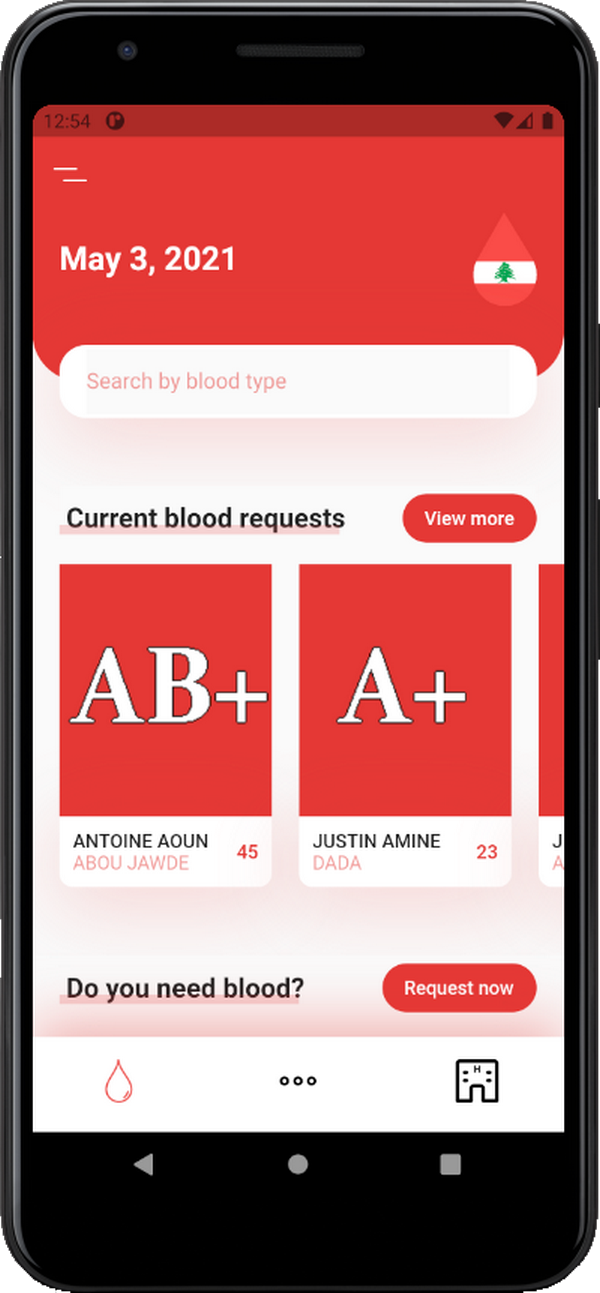 12:54
May 3, 2021
Search by blood type
Current blood requests
View more
AB+
A+
ANTOINE AOUN
ABOU JAWDE
45
JUSTIN AMINE
DADA
23
J
A
Do you need blood?
Request now
H